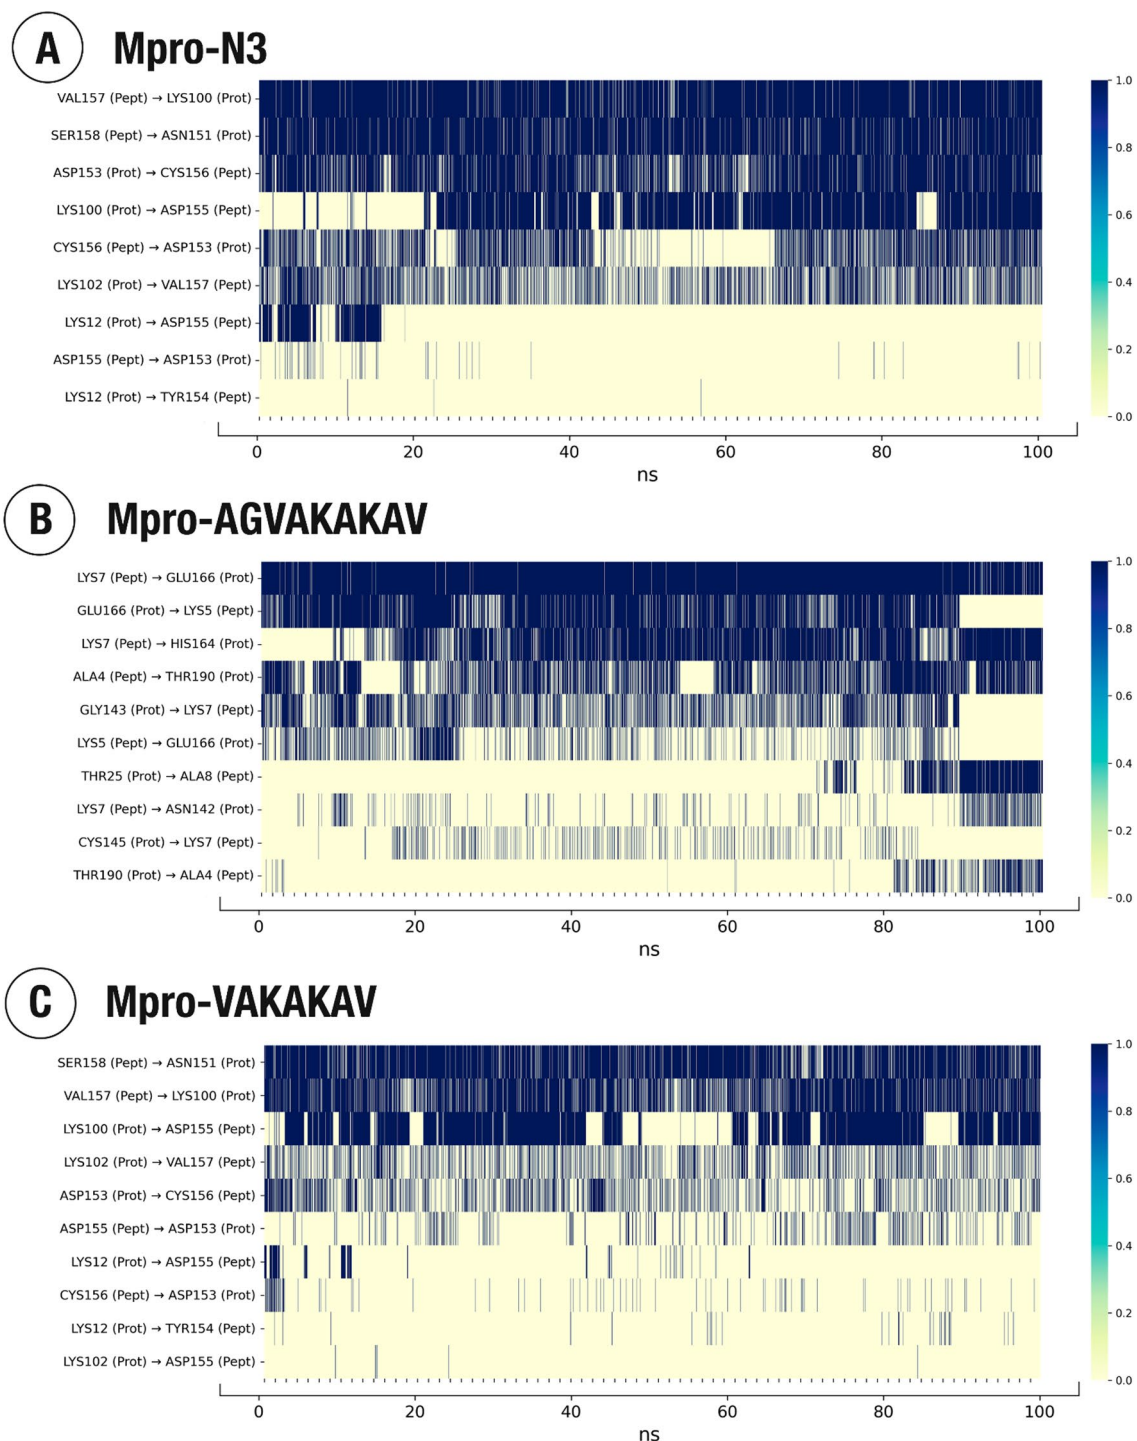 A Mpro-N3
VAL157 (Pept) → LYS100 (Prot)
SER158 (Pept) → ASN151 (Prot)
ASP153 (Prot) → CYS156 (Pept)
LYS100 (Prot) → ASP155 (Pept)
CYS156 (Pept) → ASP153 (Prot)
LYS102 (Prot) → VAL157 (Pept)
LYS12 (Prot) → ASP155 (Pept)
ASP155 (Pept) → ASP153 (Prot)
LYS12 (Prot) → TYR154 (Pept)
1.0
0.8
0.6
0.4
0.2
0.0
0 20 40 60 80 100
ns
B Mpro-AGVAKAKAV
LYS7 (Pept) → GLU166 (Prot)
GLU166 (Prot) → LYS5 (Pept)
LYS7 (Pept) → HIS164 (Prot)
ALA4 (Pept) → THR190 (Prot)
GLY143 (Prot) → LYS7 (Pept)
LYS5 (Pept) → GLU166 (Prot)
THR25 (Prot) → ALA8 (Pept)
LYS7 (Pept) → ASN142 (Prot)
CYS145 (Prot) → LYS7 (Pept)
THR190 (Prot) → ALA4 (Pept)
1.0
0.8
0.6
0.4
0.2
0.0
0 20 40 60 80 100
ns
C Mpro-VAKAKAV
SER158 (Pept) → ASN151 (Prot)
VAL157 (Pept) → LYS100 (Prot)
LYS100 (Prot) → ASP155 (Pept)
LYS102 (Prot) → VAL157 (Pept)
ASP153 (Prot) → CYS156 (Pept)
ASP155 (Pept) → ASP153 (Prot)
LYS12 (Prot) → ASP155 (Pept)
CYS156 (Pept) → ASP153 (Prot)
LYS12 (Prot) → TYR154 (Pept)
LYS102 (Prot) → ASP155 (Pept)
1.0
0.8
0.6
0.4
0.2
0.0
0 20 40 60 80 100
ns